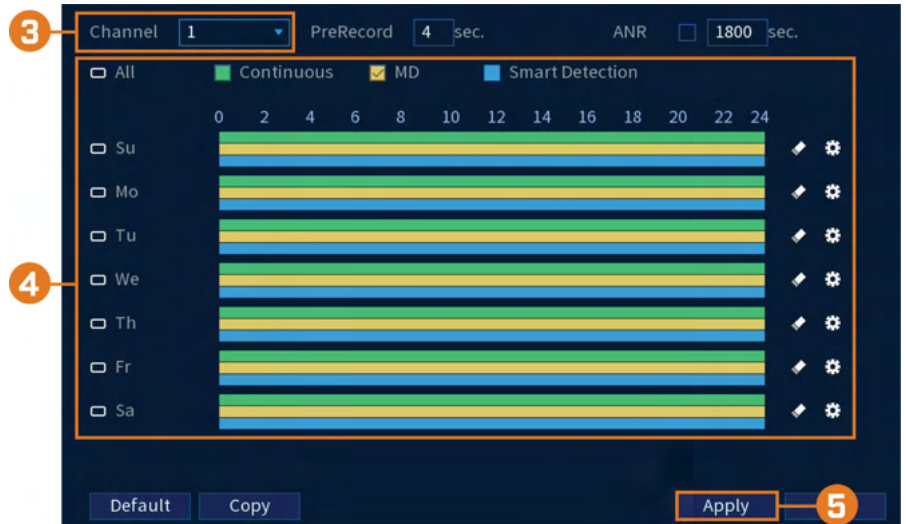 3 Channel 1 PreRecord 4 sec. ANR 1800 sec.
All Continuous MD Smart Detection
0 2 4 6 8 10 12 14 16 18 20 22 24
Su
Mo
Tu
4 We
Th
Fr
Sa
Default Copy Apply 5